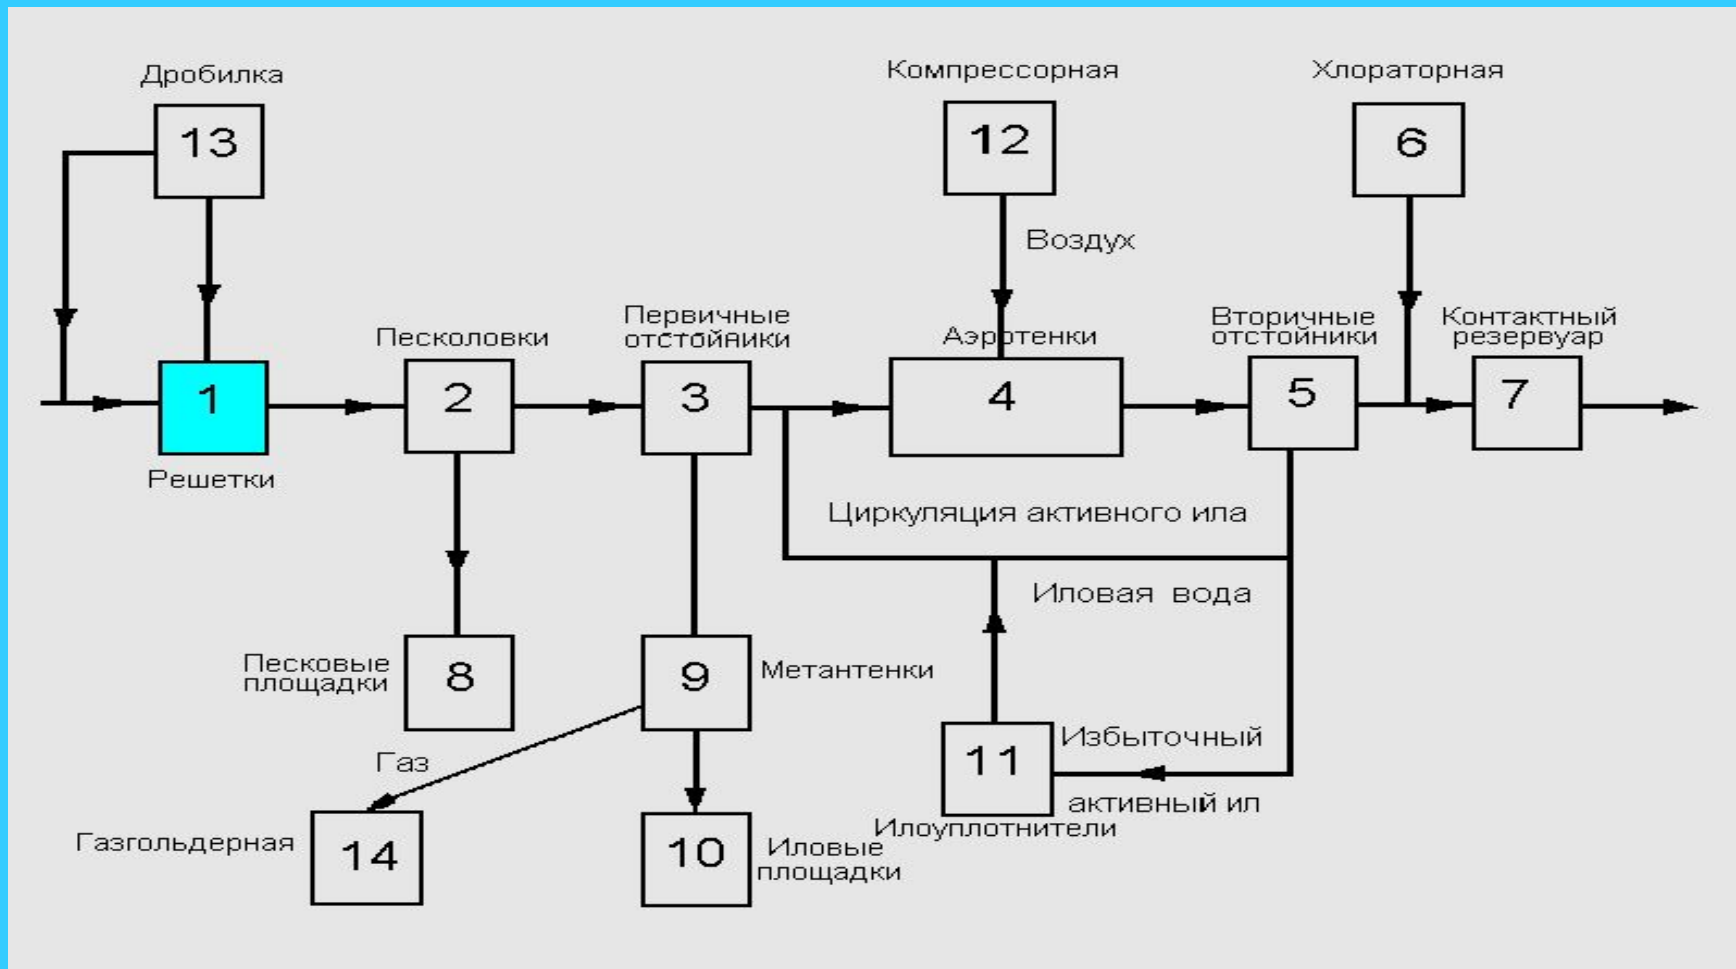 Дробилка
Компрессорная
Хлораторная
13
12
6
Воздух
Песколовки
Первичные
отстойники
Аэротенки
Вторичные
отстойники
Контактный
резервуар
1
2
3
4
5
7
Решетки
Циркуляция активного ила
Иловая вода
Песковые
площадки
8
9
Метантенки
Газ
11
Избыточный
активный ил
Илоуплотнители
Газгольдерная
14
10
Иловые
площадки